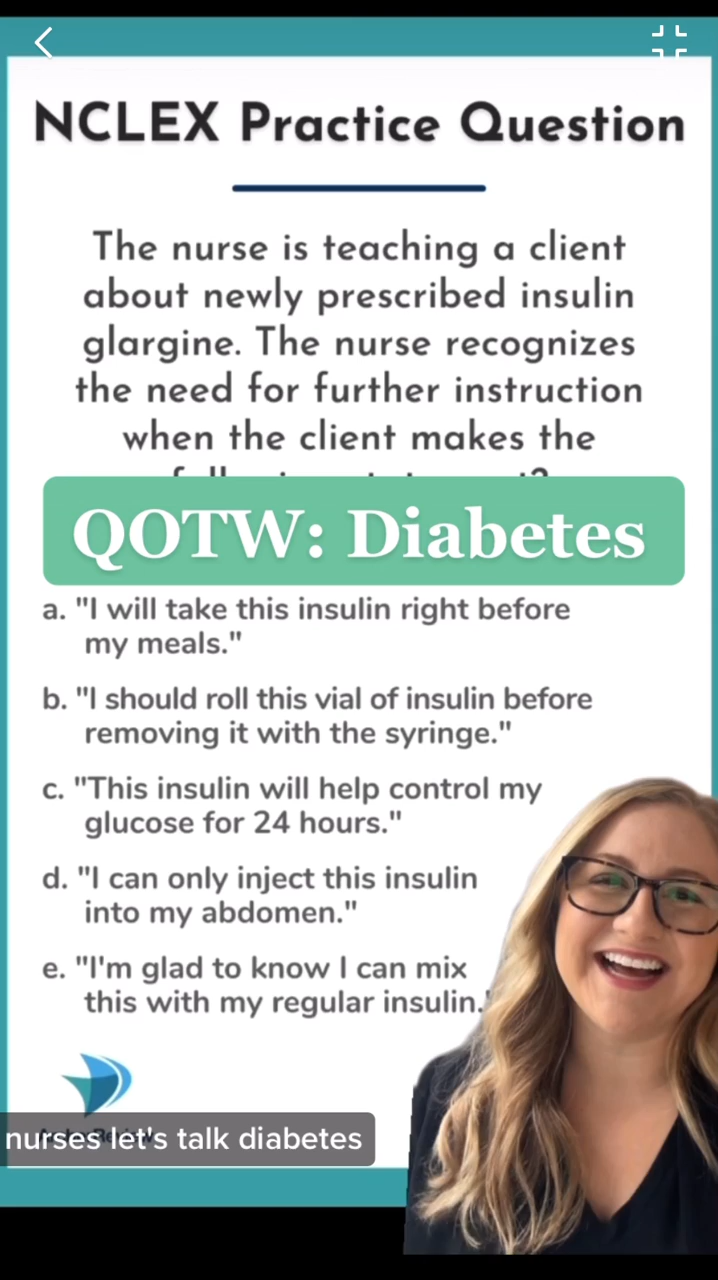 NCLEX Practice Question
The nurse is teaching a client
about newly prescribed insulin
glargine. The nurse recognizes
the need for further instruction
when the client makes the
QOTW: Diabetes
a. "I will take this insulin right before
my meals."
b. "I should roll this vial of insulin before
removing it with the syringe."
c. "This insulin will help control my
glucose for 24 hours."
d. "I can only inject this insulin
into my abdomen."
e. "I'm glad to know I can mix
this with my regular insulin."
nurses let's talk diabetes